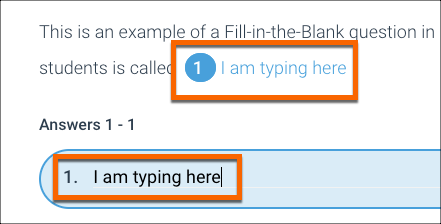 This is an example of a Fill-in-the-Blank question in
students is called 1 I am typing here
Answers 1 - 1
1. I am typing here